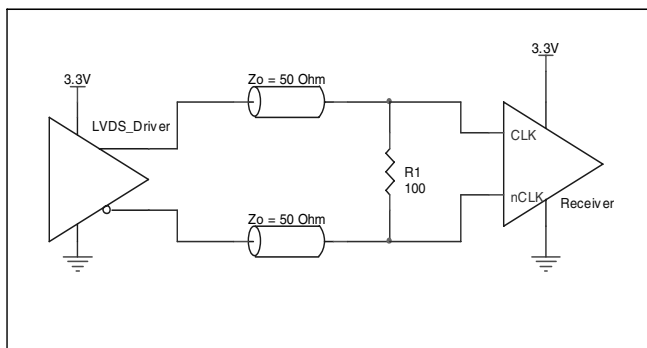 3.3V
Zo = 50 Ohm
3.3V
LVDS_Driver
CLK
R1
100
nCLK
Receiver
Zo = 50 Ohm